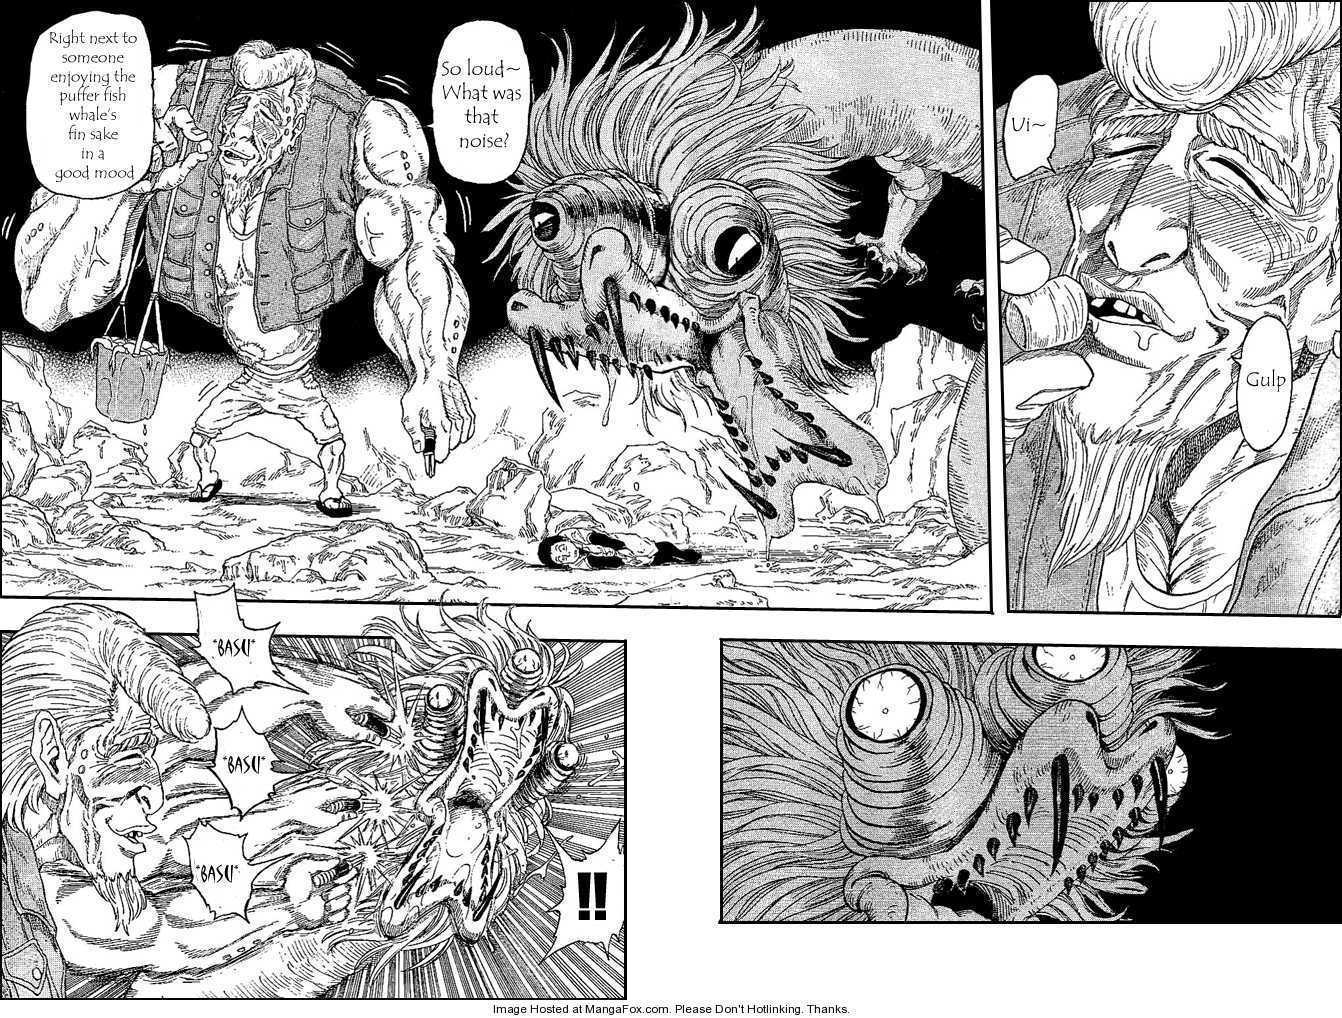 Ui~
Gulp
So loud~
What was
that
noise?
Right next to
someone
enjoying the
puffer fish
whale's
fin sake
in a
good mood
*BASU*
*BASU*
*BASU*
!!
Image Hosted at MangaFox.com. Please Don't Hotlinking. Thanks.